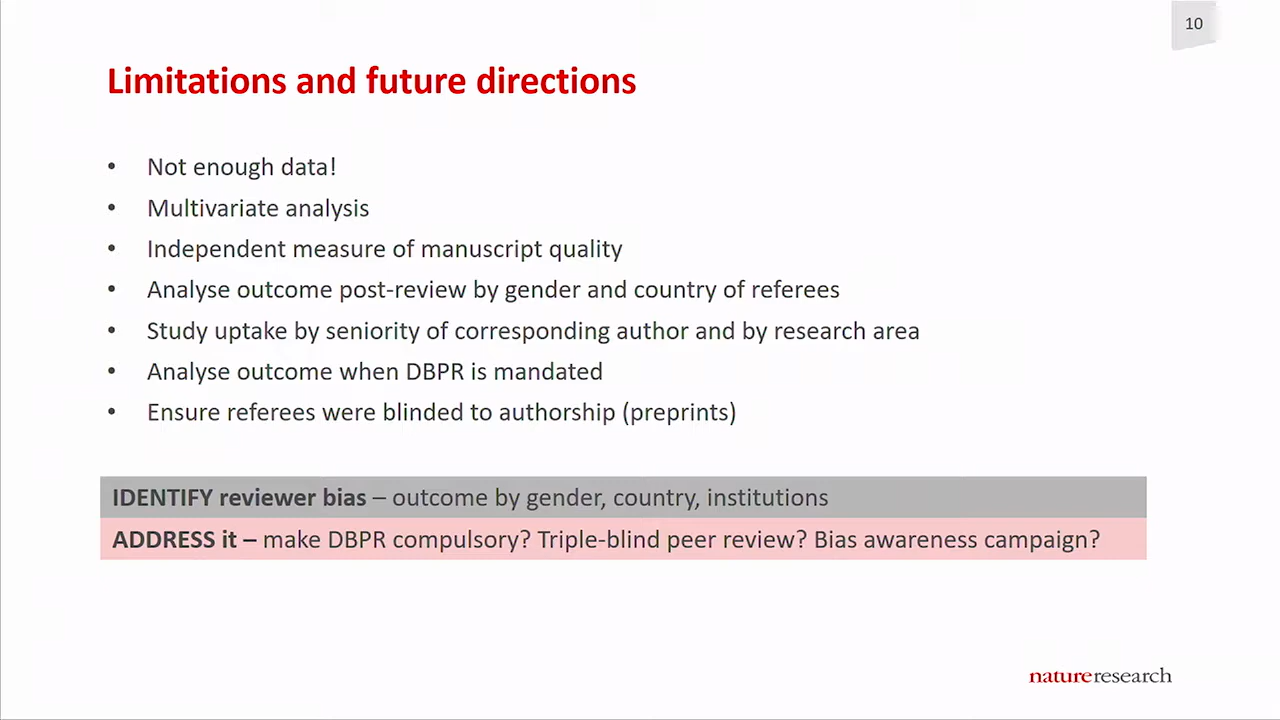 10
Limitations and future directions
• Not enough data!
• Multivariate analysis
• Independent measure of manuscript quality
• Analyse outcome post-review by gender and country of referees
• Study uptake by seniority of corresponding author and by research area
• Analyse outcome when DBPR is mandated
• Ensure referees were blinded to authorship (preprints)
IDENTIFY reviewer bias – outcome by gender, country, institutions
ADDRESS it – make DBPR compulsory? Triple-blind peer review? Bias awareness campaign?
natureresearch